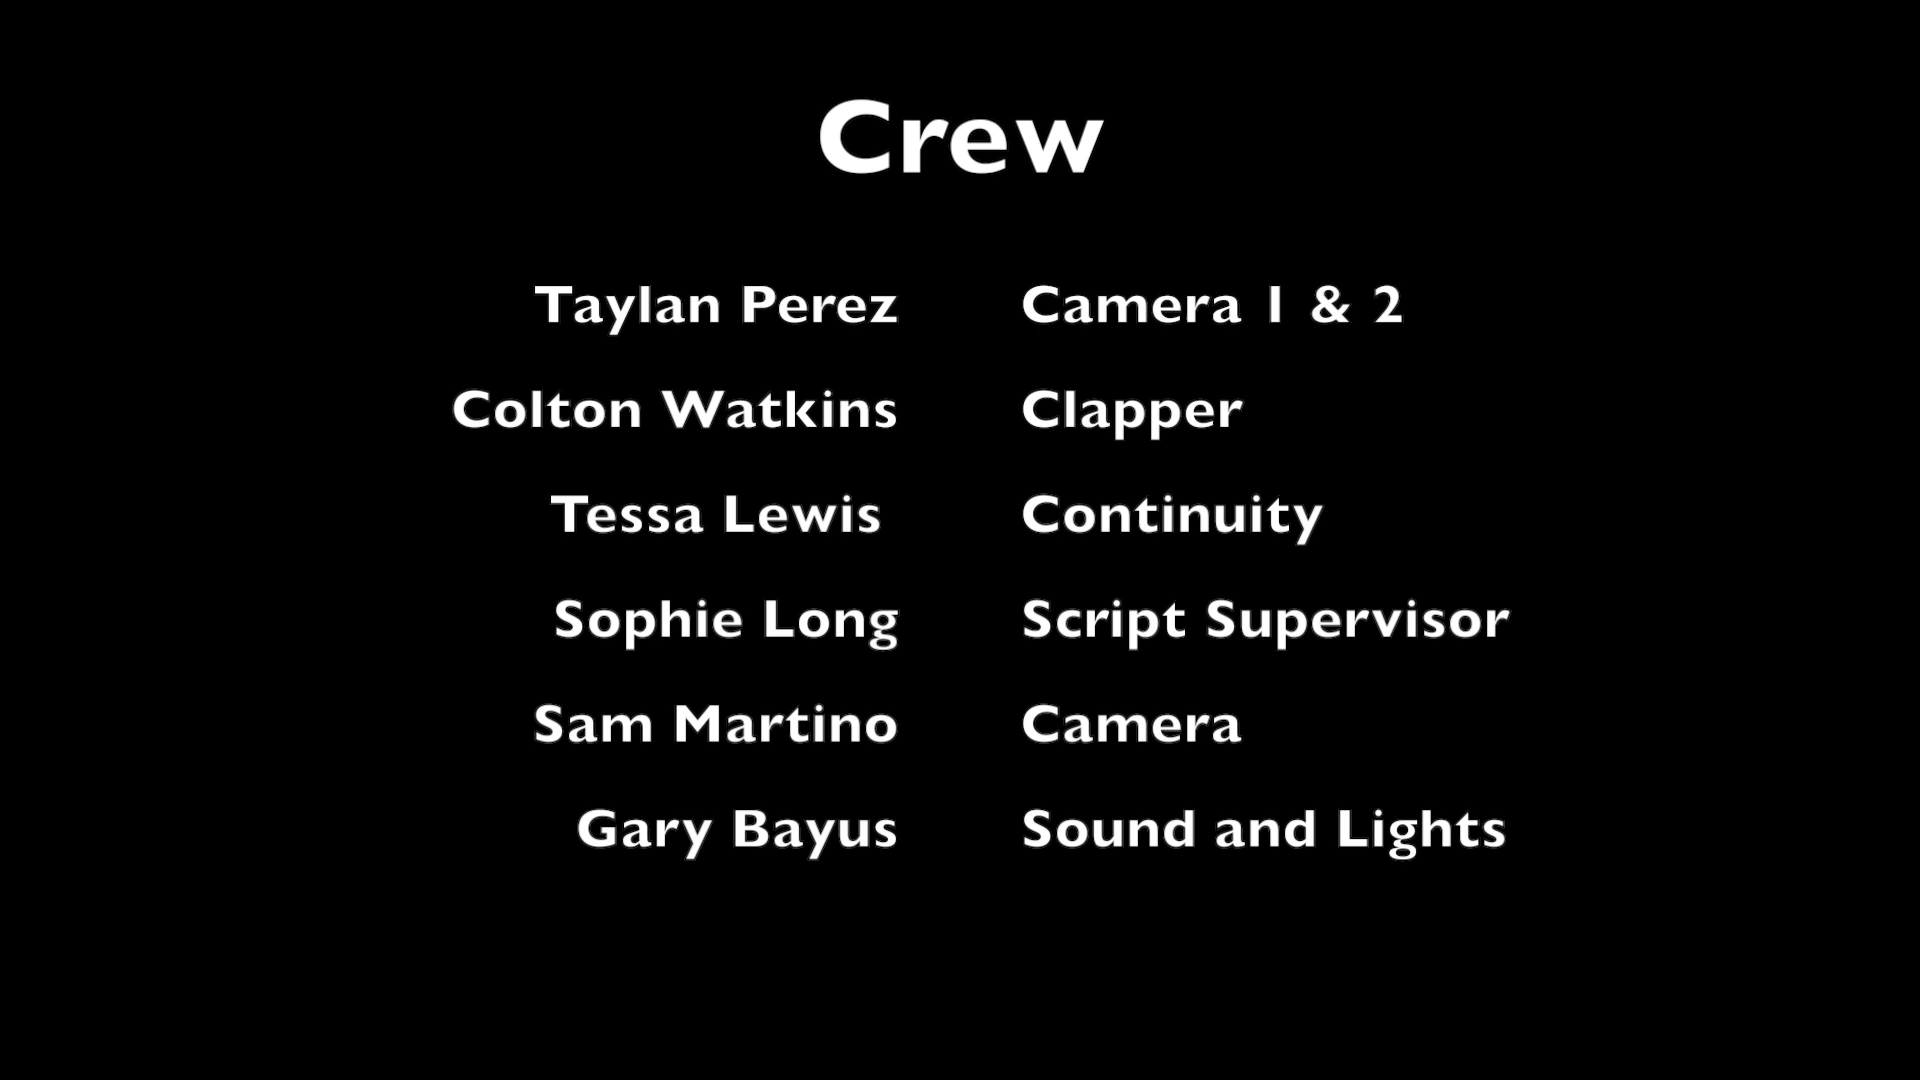 Crew
Taylan Perez Camera 1 & 2
Colton Watkins Clapper
Tessa Lewis Continuity
Sophie Long Script Supervisor
Sam Martino Camera
Gary Bayus Sound and Lights